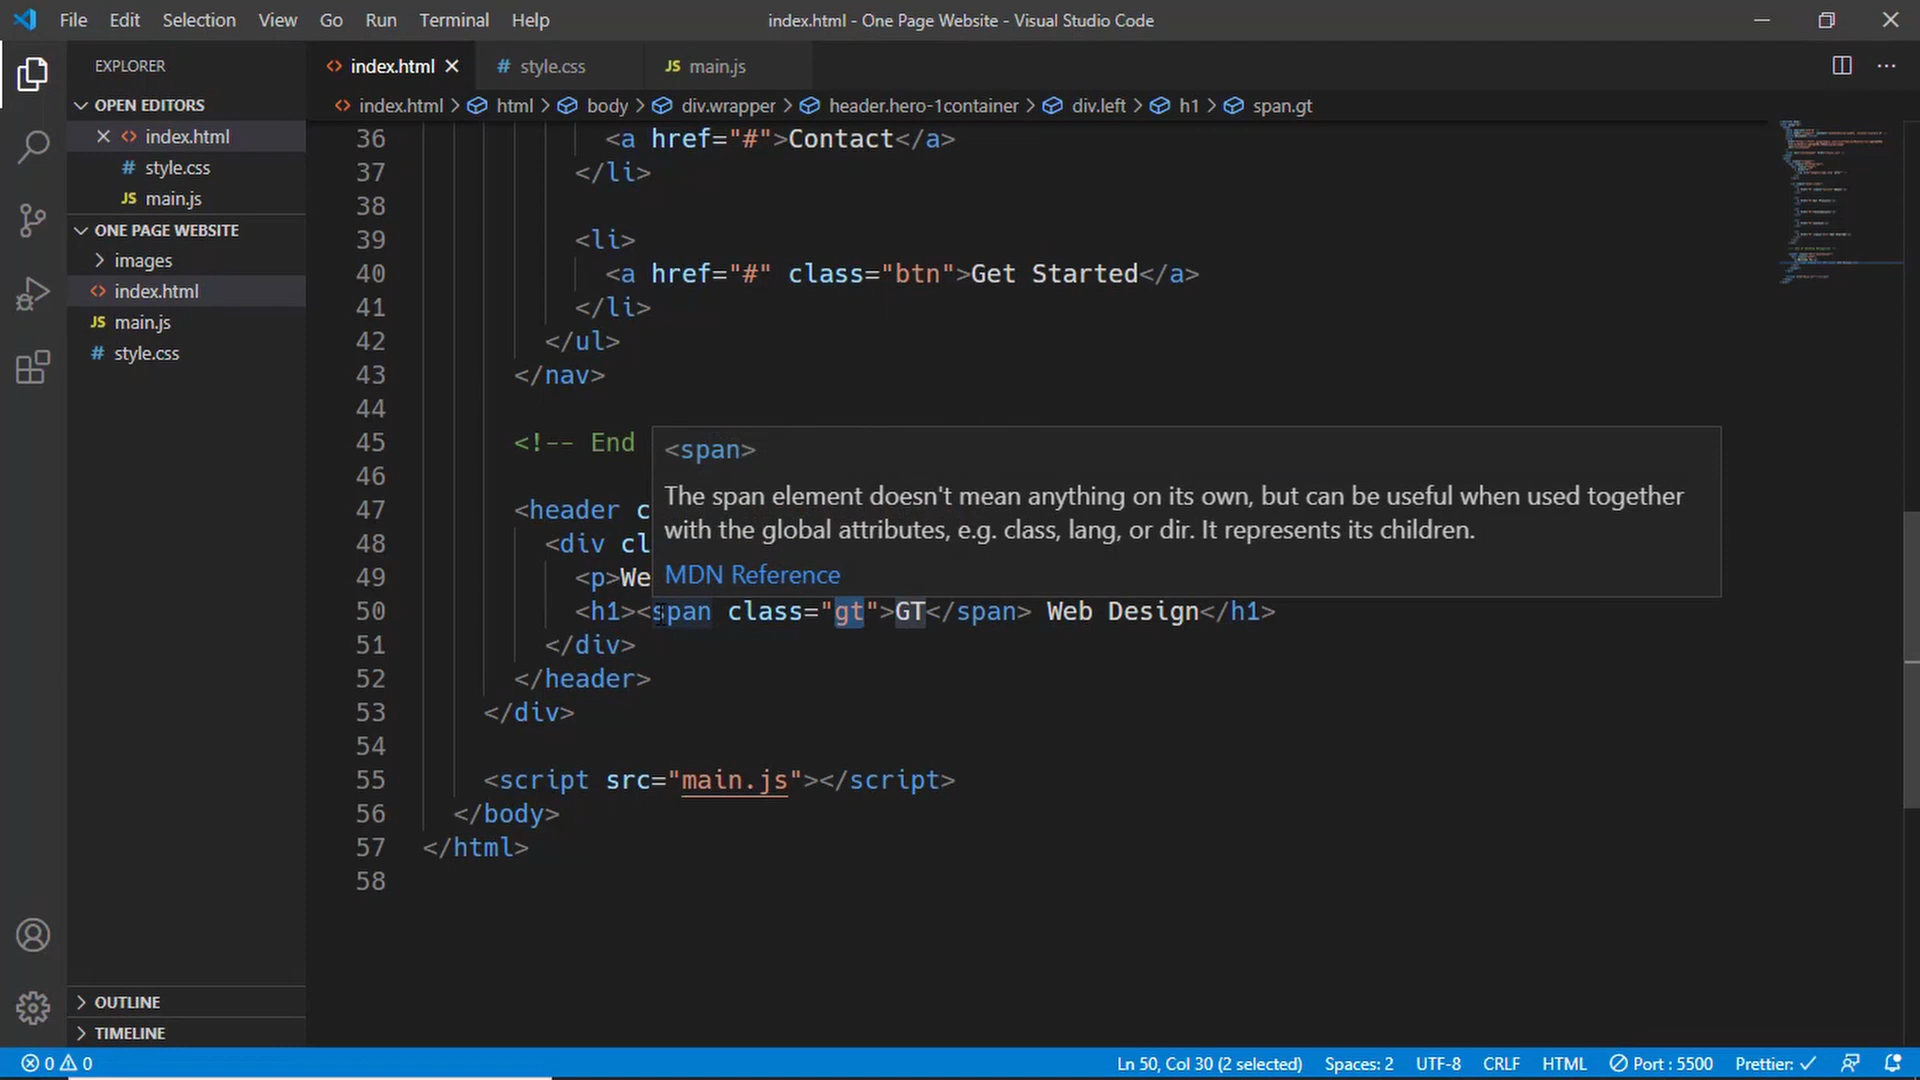 File Edit Selection View Go Run Terminal Help
index.html - One Page Website - Visual Studio Code
EXPLORER
OPEN EDITORS
index.html
# style.css
JS main.js
ONE PAGE WEBSITE
images
<> index.html
JS main.js
# style.css
OUTLINE
TIMELINE
<> index.html
# style.css
JS main.js
<> index.html > html > body > div.wrapper > header.hero-1container > div.left > h1 > span.gt
36 <a href="#">Contact</a>
37 </li>
38
39 <li>
40 <a href="#" class="btn">Get Started</a>
41 </li>
42 </ul>
43 </nav>
44
45 <!-- End
46
47 <header c
48 <div cl
49 <p>We
50 <h1><span class="gt">GT</span> Web Design</h1>
51 </div>
52 </header>
53 </div>
54
55 <script src="main.js"></script>
56 </body>
57 </html>
58
<span>
The span element doesn't mean anything on its own, but can be useful when used together
with the global attributes, e.g. class, lang, or dir. It represents its children.
MDN Reference
0 0
Ln 50, Col 30 (2 selected) Spaces: 2 UTF-8 CRLF HTML Port : 5500 Prettier: ✓